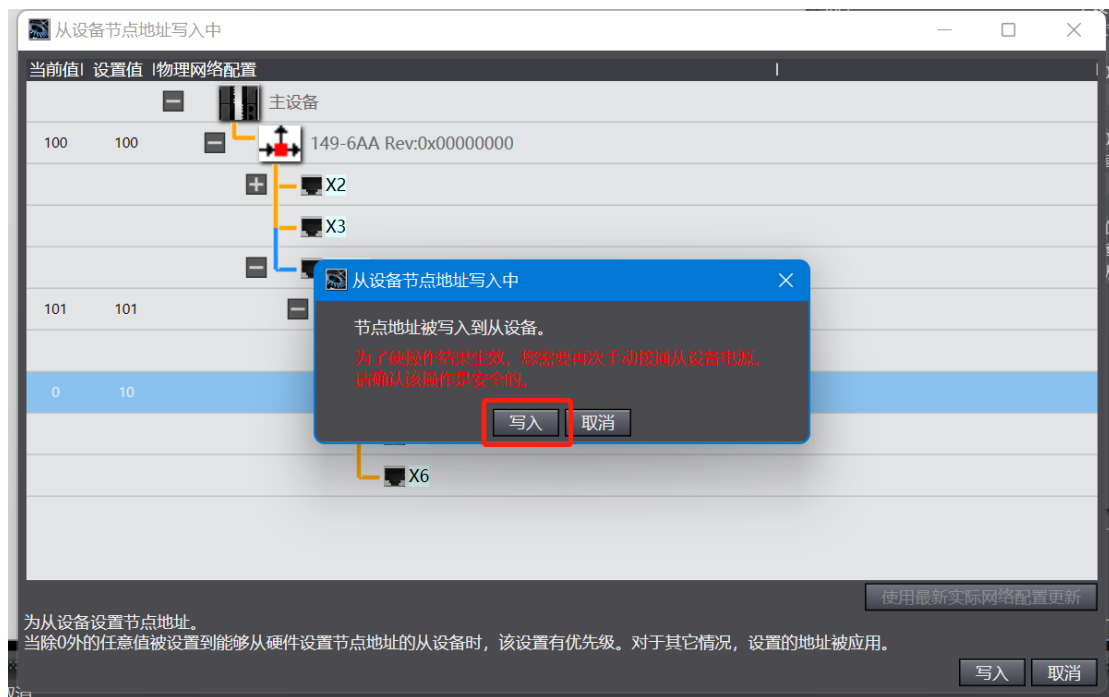 从设备节点地址写入中
当前值 设置值 物理网络配置
主设备
100 100 149-6AA Rev:0x00000000
X2
X3
从设备节点地址写入中
101 101
节点地址被写入到从设备。
为了使操作结果生效，您需要再次手动接通从设备电源。
请确认该操作是安全的。
0 10
写入 取消
X6
使用最新实际网络配置更新
为从设备设置节点地址。
当除0外的任意值被设置到能够从硬件设置节点地址的从设备时，该设置有优先级。对于其它情况，设置的地址被应用。
写入 取消